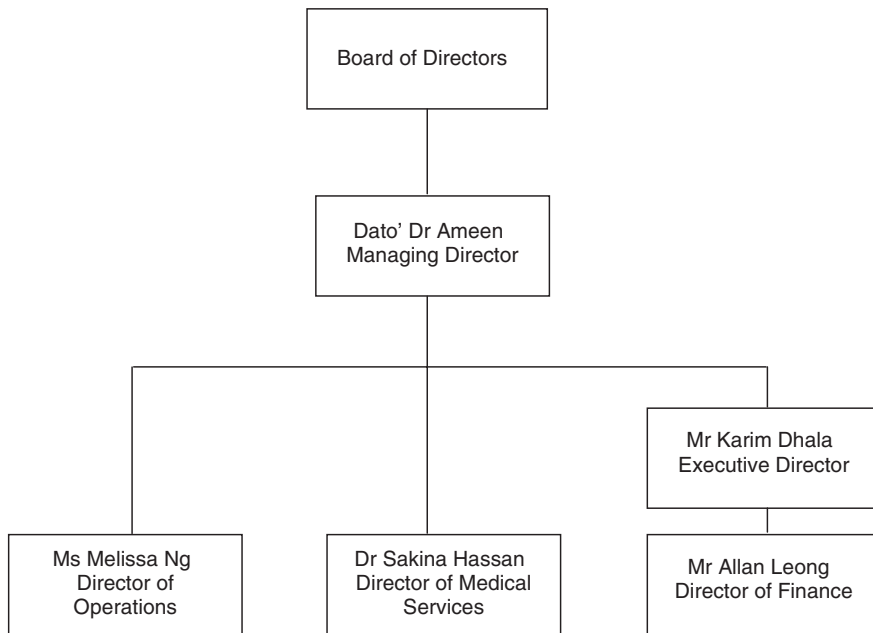 Board of Directors
Dato’ Dr Ameen
Managing Director
Mr Karim Dhala
Executive Director
Ms Melissa Ng
Director of
Operations
Dr Sakina Hassan
Director of Medical
Services
Mr Allan Leong
Director of Finance